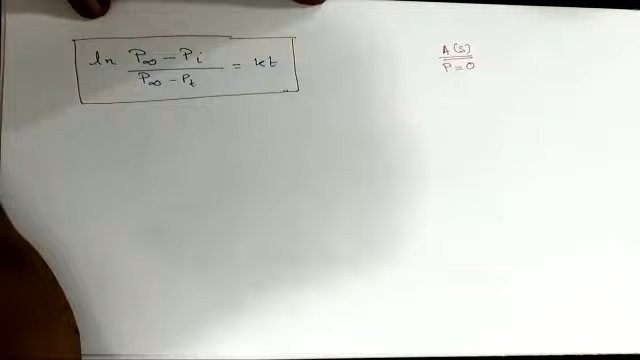 ln (P∞ - Pi) / (P∞ - Pt) = kt
A(s)
P = 0